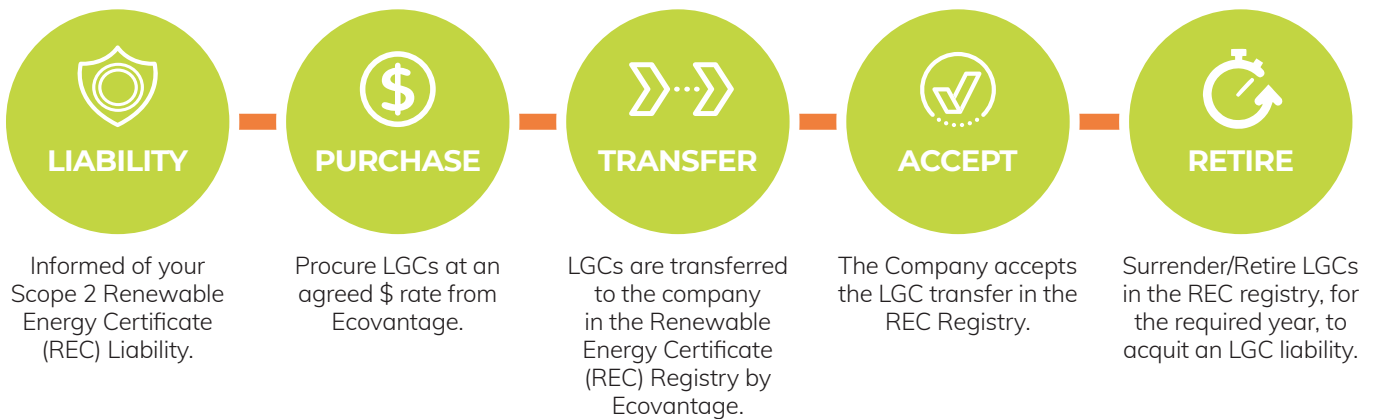 LIABILITY
Informed of your
Scope 2 Renewable
Energy Certificate
(REC) Liability.
$
PURCHASE
Procure LGCs at an
agreed $ rate from
Ecovantage.
TRANSFER
LGCs are transferred
to the company
in the Renewable
Energy Certificate
(REC) Registry by
Ecovantage.
ACCEPT
The Company accepts
the LGC transfer in the
REC Registry.
RETIRE
Surrender/Retire LGCs
in the REC registry, for
the required year, to
acquit an LGC liability.